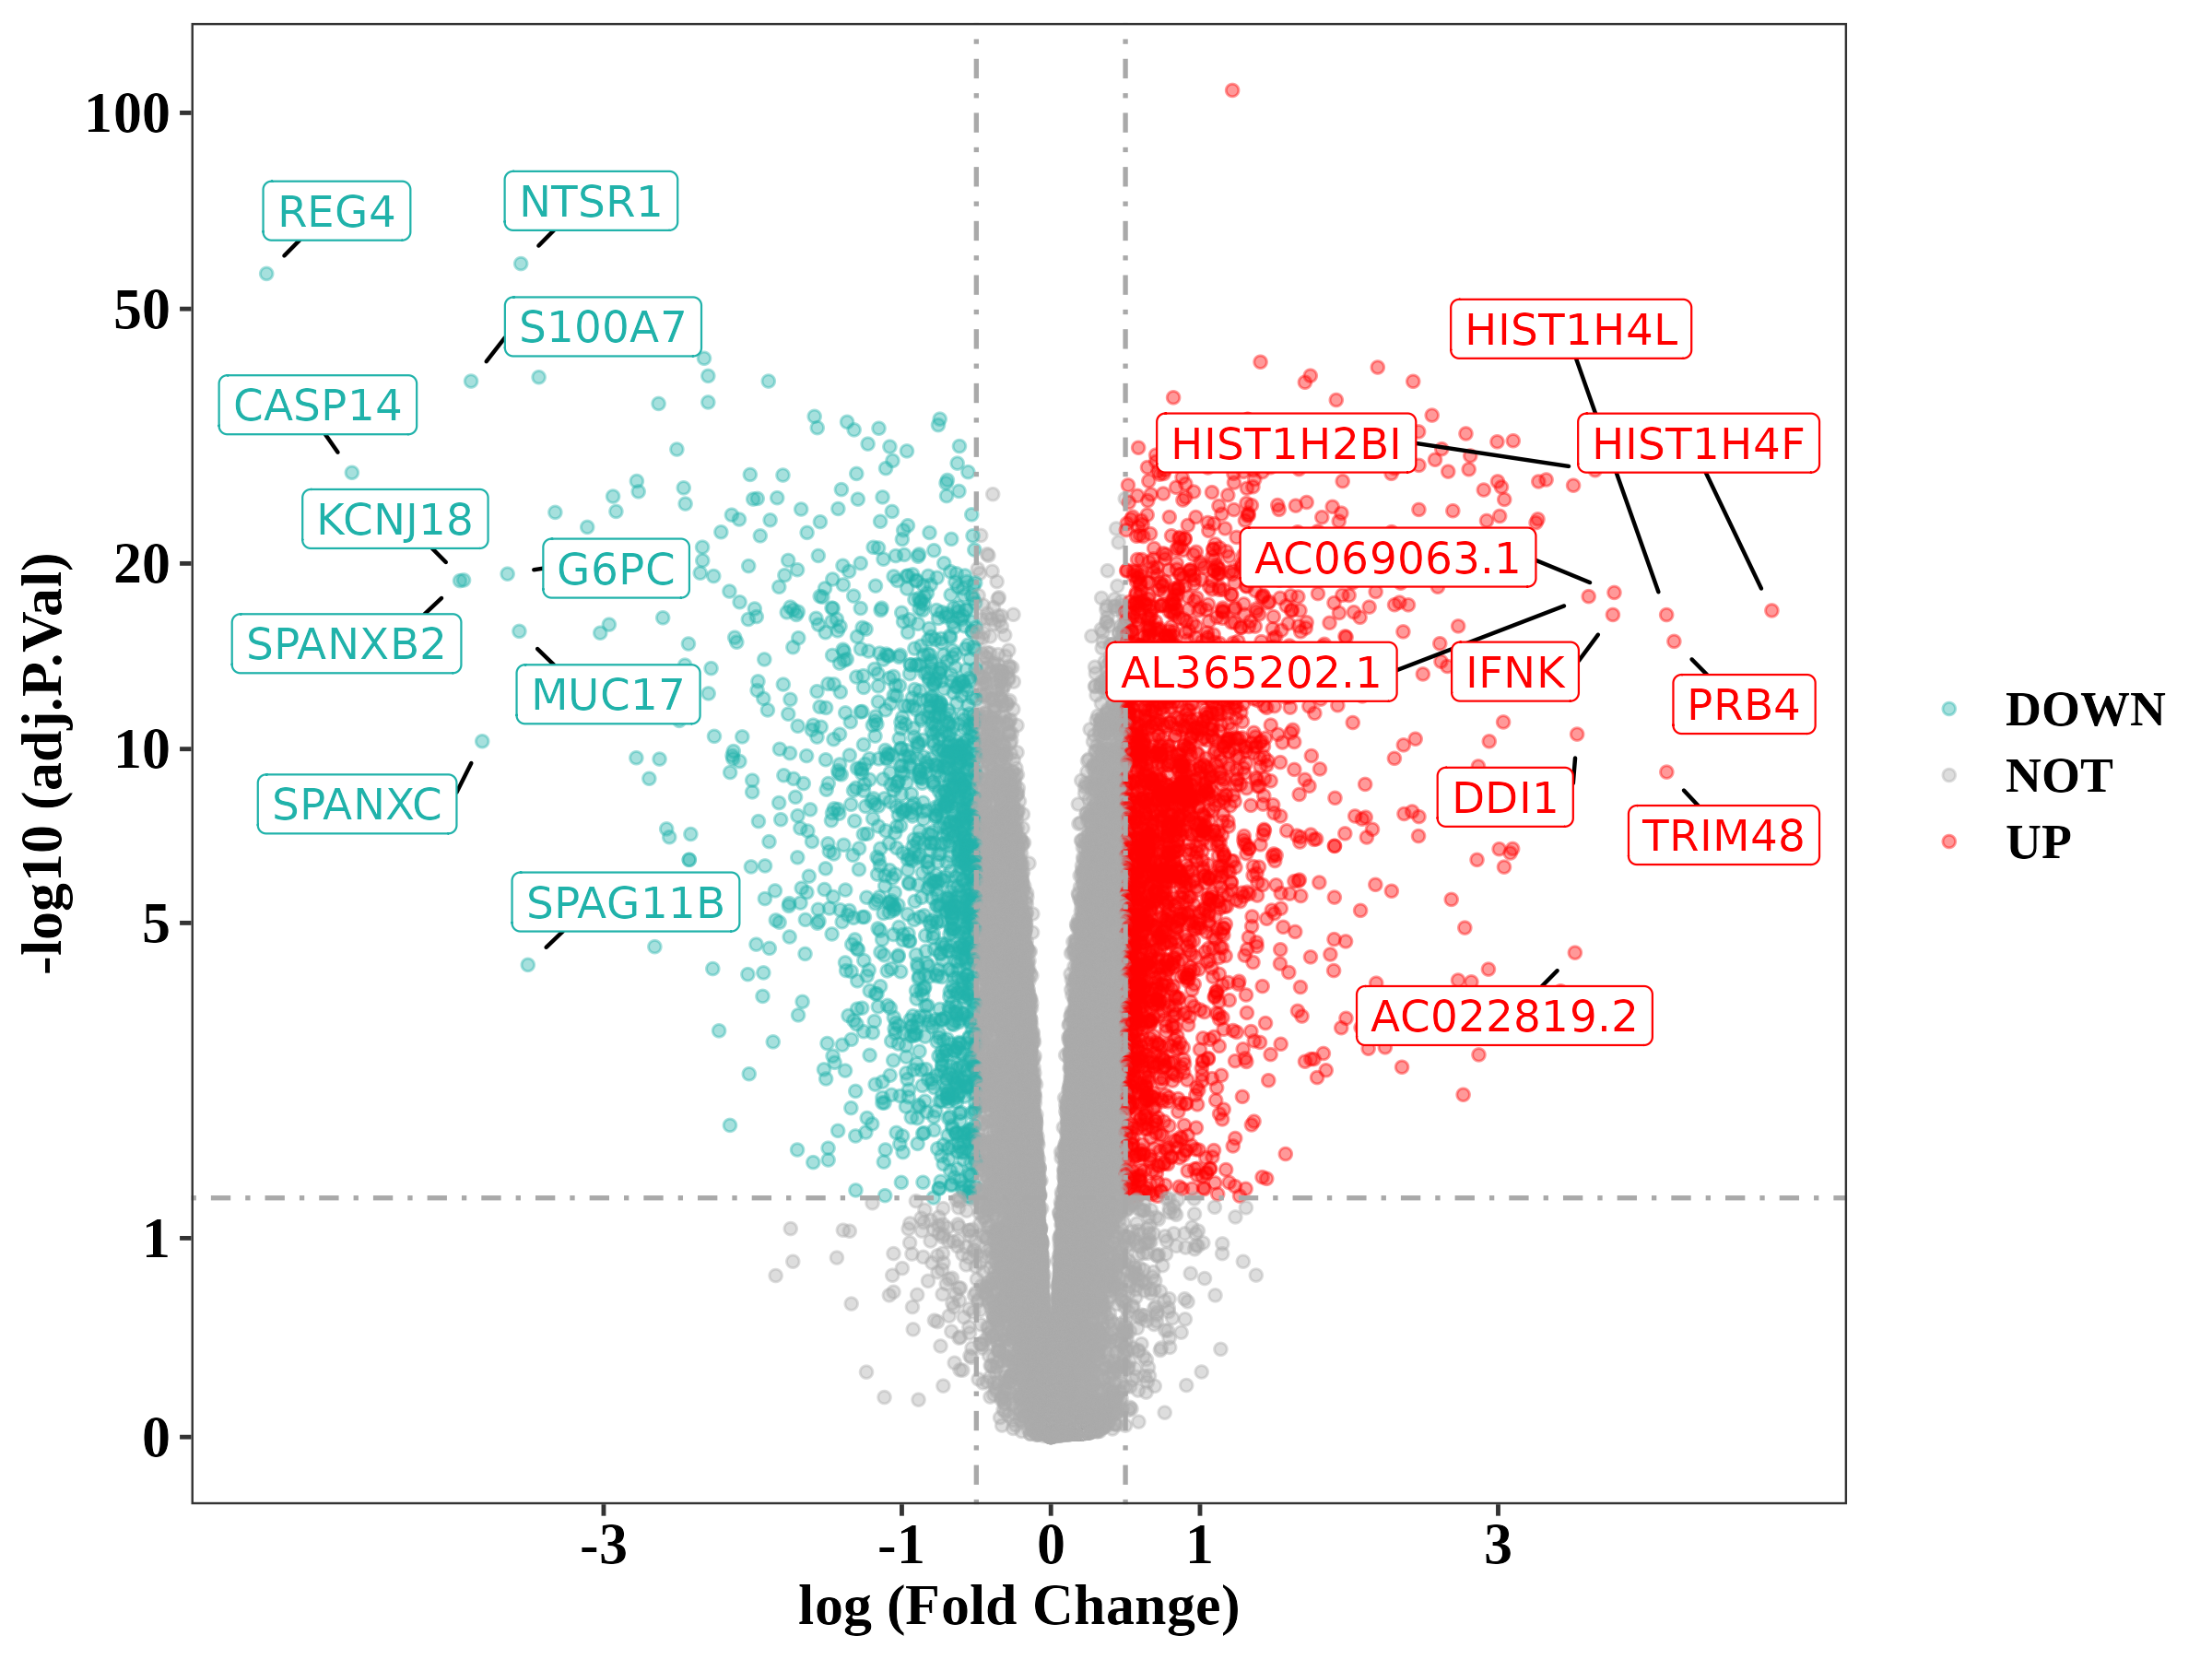 100
50
20
10
5
1
0
-log10 (adj.P.Val)
REG4
NTSR1
S100A7
CASP14
KCNJ18
G6PC
SPANXB2
MUC17
SPANXC
SPAG11B
HIST1H4L
HIST1H2BI
HIST1H4F
AC069063.1
AL365202.1
IFNK
PRB4
DDI1
TRIM48
AC022819.2
DOWN
NOT
UP
-3
-1
0
1
3
log (Fold Change)